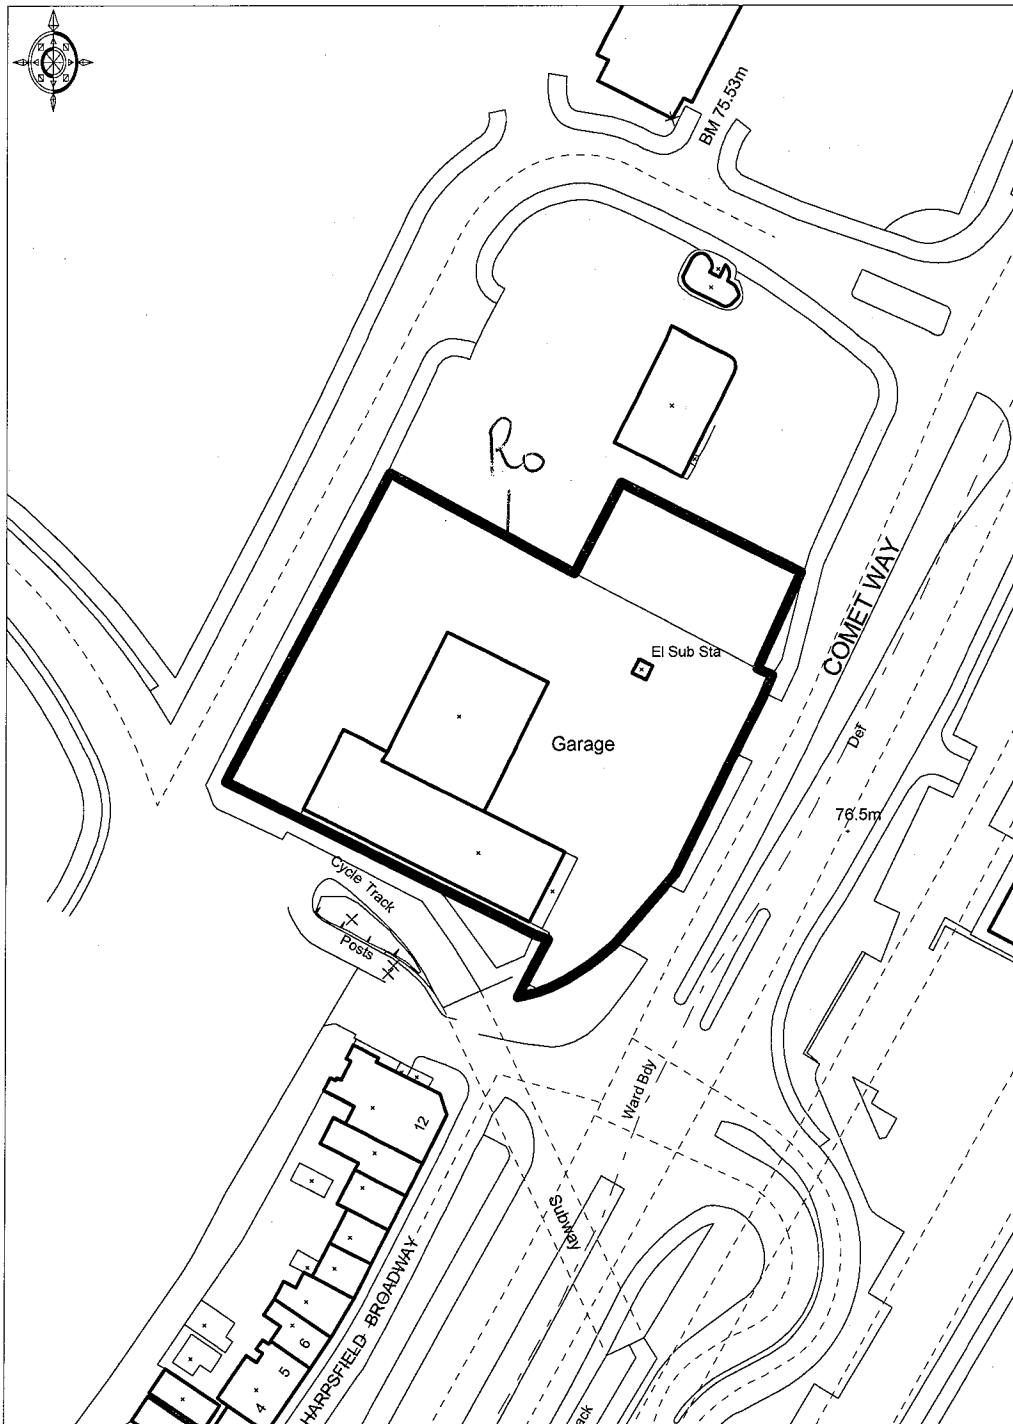 BM 75.53m
Ro
COMET WAY
El Sub Sta
Garage
Def
76.5m
Cycle Track
Posts
Ward Bdy
12
Subway
HARPSFIELD BROADWAY
6
5
4